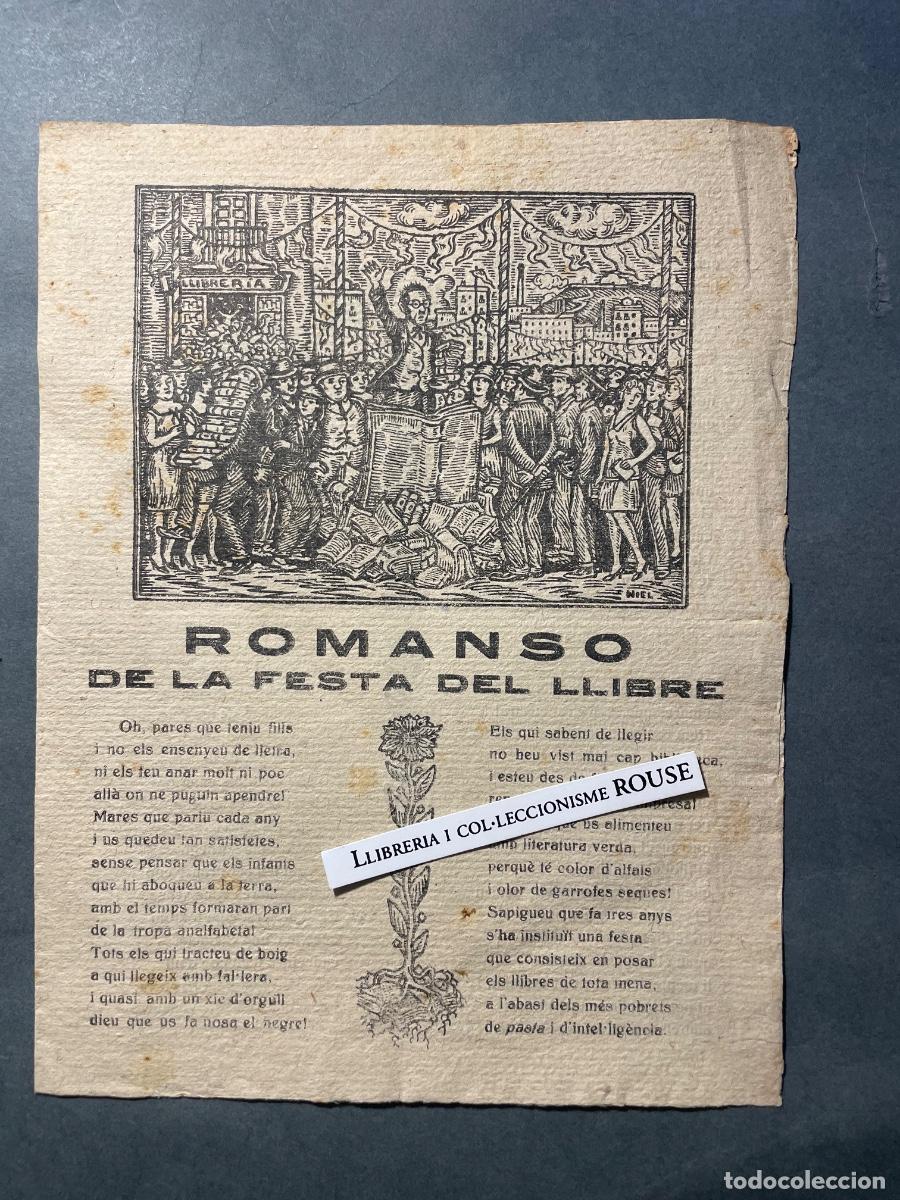 LLIBRERIA
NIEL
ROMANSO
DE LA FESTA DEL LLIBRE
Oh, pares que teniu fills
i no els ensenyeu de lletra,
ni els feu anar molt ni poc
allà on ne puguin apendre!
Mares que pariu cada any
i us quedeu tan satisfetes,
sense pensar que els infants
que hi aboqueu a la terra,
amb el temps formaran part
de la tropa analfabeta!
Tots els qui tracteu de boig
a qui llegeix amb fal·lera,
i quasi amb un xic d'orgull
dieu que us fa nosa el negre!
Els qui sabent de llegir
no heu vist mai cap
i esteu des de
que us alimenteu
amb literatura verda,
perquè té color d'alfals
i olor de garrofes seques!
Sapigueu que fa tres anys
s'ha instituït una festa
que consisteix en posar
els llibres de tota mena,
a l'abast dels més pobrets
de pasta i d'intel·ligència.
LLIBRERIA I COL·LECCIONISME ROUSE
todocoleccion